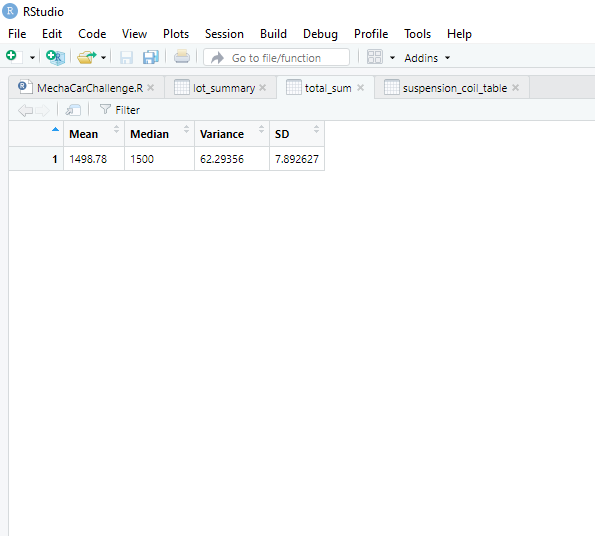 RStudio
File Edit Code View Plots Session Build Debug Profile Tools Help
Go to file/function Addins
MechaCarChallenge.R lot_summary total_sum suspension_coil_table
Filter
Mean Median Variance SD
1 1498.78 1500 62.29356 7.892627